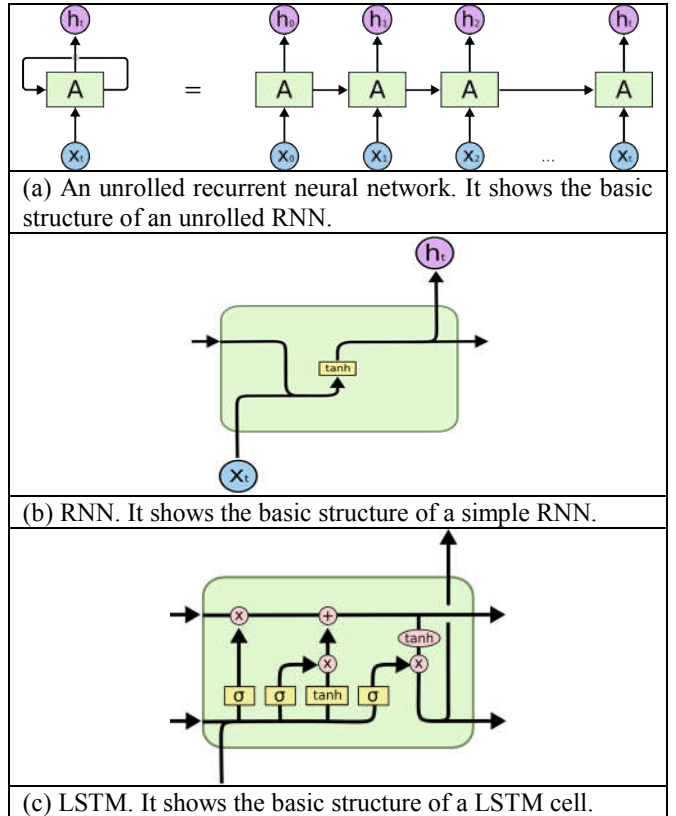 hₜ h₀ h₁ h₂ hₜ
A = A A A A
xₜ x₀ x₁ x₂ ... xₜ
(a) An unrolled recurrent neural network. It shows the basic
structure of an unrolled RNN.
hₜ
tanh
xₜ
(b) RNN. It shows the basic structure of a simple RNN.
x +
tanh
x x
σ σ tanh σ
(c) LSTM. It shows the basic structure of a LSTM cell.